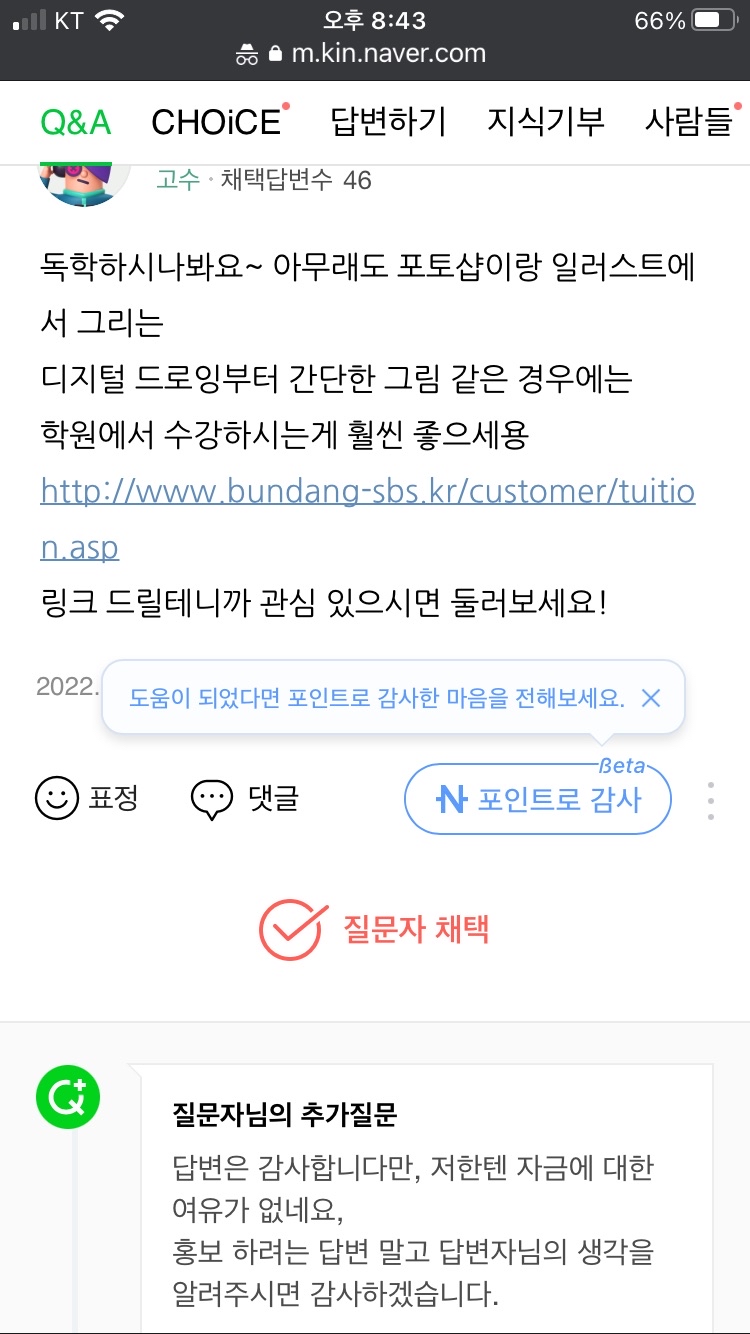 KT 오후 8:43 66%
m.kin.naver.com
Q&A CHOiCE 답변하기 지식기부 사람들
고수 · 채택답변수 46
독학하시나봐요~ 아무래도 포토샵이랑 일러스트에
서 그리는
디지털 드로잉부터 간단한 그림 같은 경우에는
학원에서 수강하시는게 훨씬 좋으세용
http://www.bundang-sbs.kr/customer/tuitio
n.asp
링크 드릴테니까 관심 있으시면 둘러보세요!
2022.
도움이 되었다면 포인트로 감사한 마음을 전해보세요. ×
표정 댓글 N 포인트로 감사 Beta
질문자 채택
질문자님의 추가질문
답변은 감사합니다만, 저한텐 자금에 대한
여유가 없네요,
홍보 하려는 답변 말고 답변자님의 생각을
알려주시면 감사하겠습니다.